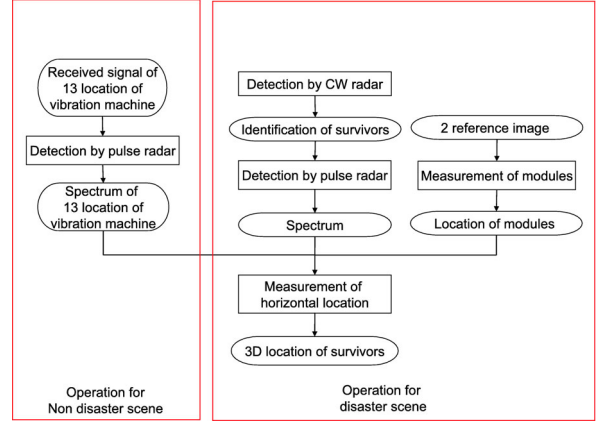 Received signal of
13 location of
vibration machine
Detection by pulse radar
Spectrum of
13 location of
vibration machine
Operation for
Non disaster scene
Detection by CW radar
Identification of survivors
Detection by pulse radar
Spectrum
2 reference image
Measurement of modules
Location of modules
Measurement of
horizontal location
3D location of survivors
Operation for
disaster scene